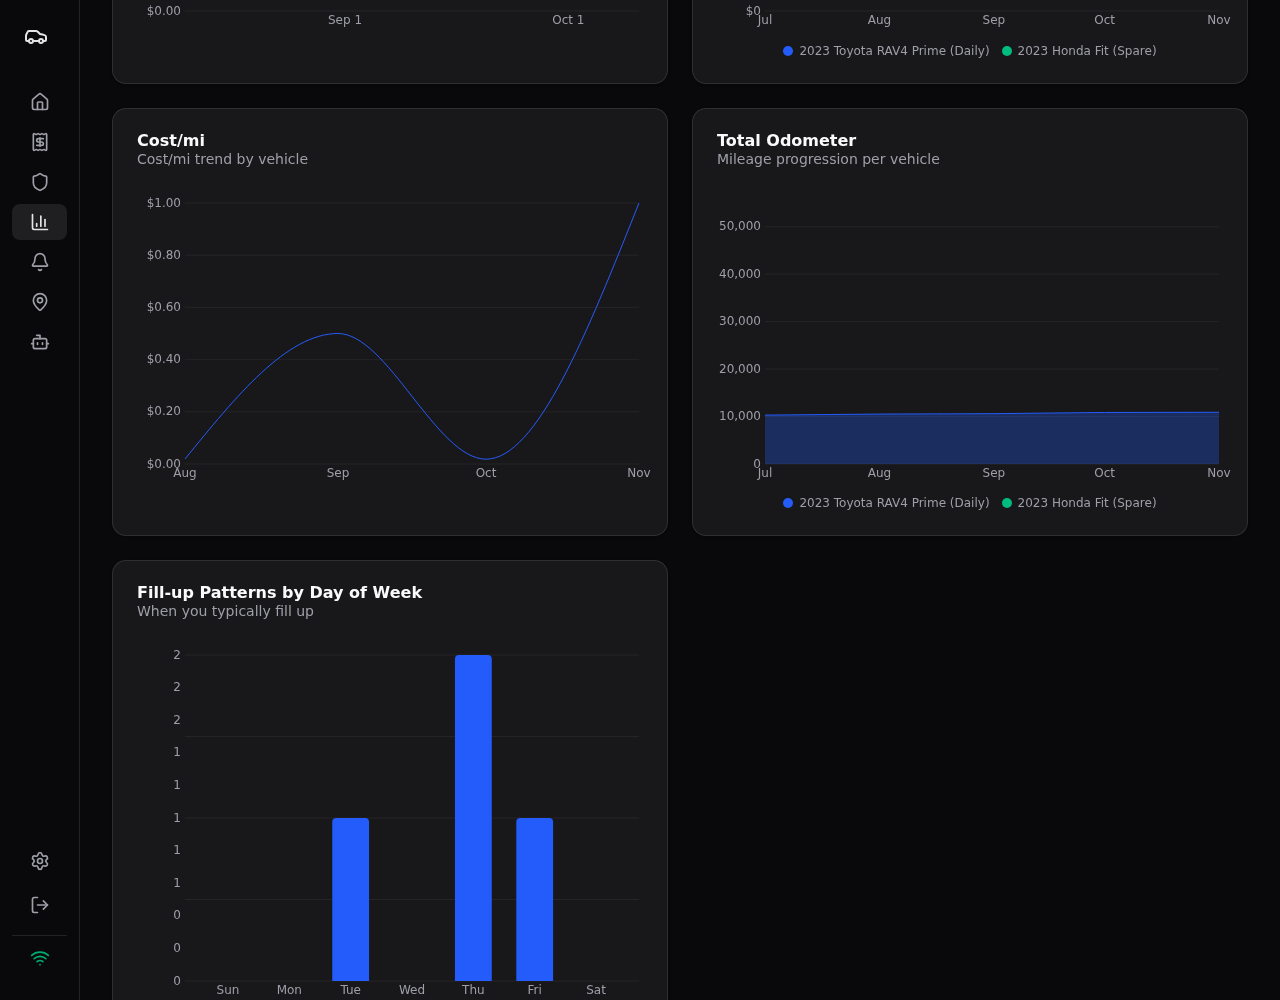 $0.00
Sep 1
Oct 1
$0
Jul
Aug
Sep
Oct
Nov
2023 Toyota RAV4 Prime (Daily)
2023 Honda Fit (Spare)
Cost/mi
Cost/mi trend by vehicle
$1.00
$0.80
$0.60
$0.40
$0.20
$0.00
Aug
Sep
Oct
Nov
Total Odometer
Mileage progression per vehicle
50,000
40,000
30,000
20,000
10,000
0
Jul
Aug
Sep
Oct
Nov
2023 Toyota RAV4 Prime (Daily)
2023 Honda Fit (Spare)
Fill-up Patterns by Day of Week
When you typically fill up
2
2
2
1
1
1
1
1
0
0
0
Sun
Mon
Tue
Wed
Thu
Fri
Sat